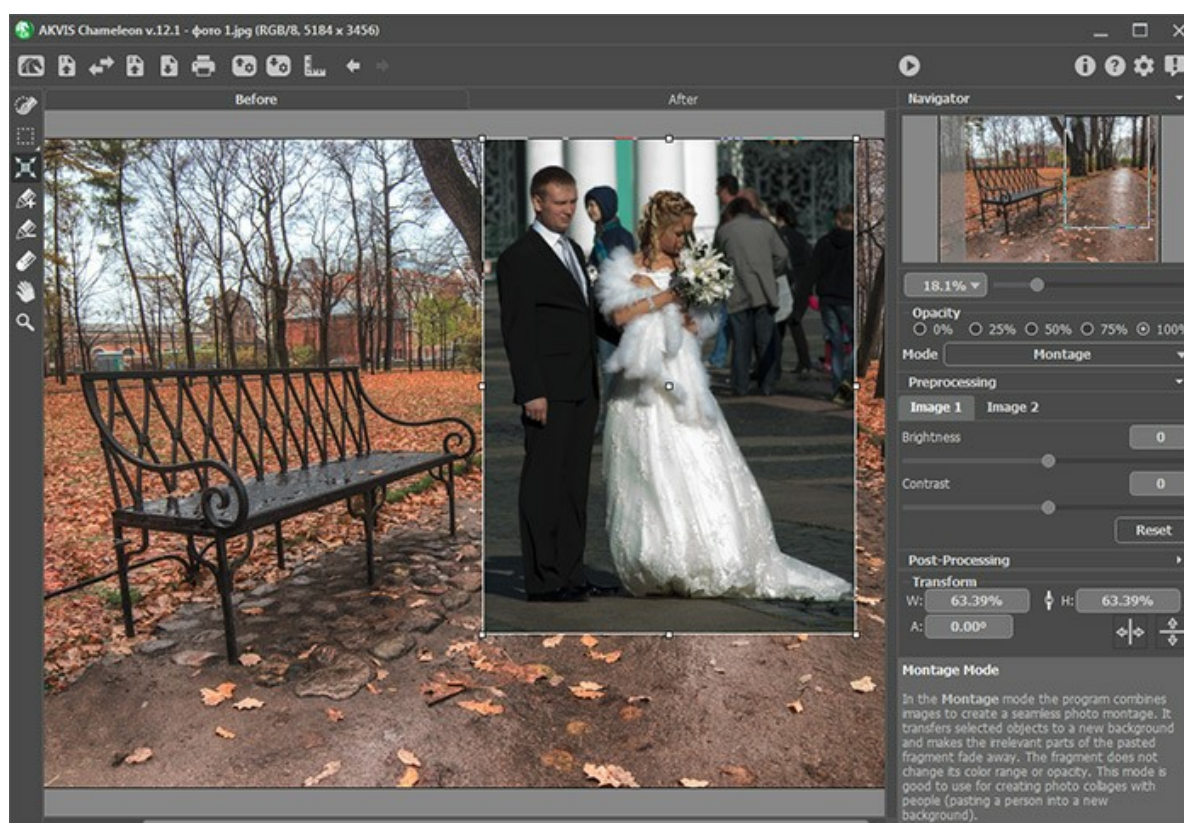 AKVIS Chameleon v.12.1 - фото 1.jpg (RGB/8, 5184 x 3456)
Before
After
Navigator
18.1%
Opacity
0% 25% 50% 75% 100%
Mode Montage
Preprocessing
Image 1 Image 2
Brightness 0
Contrast 0
Reset
Post-Processing
Transform
W: 63.39% H: 63.39%
A: 0.00º
Montage Mode
In the Montage mode the program combines
images to create a seamless photo montage. It
transfers selected objects to a new background
and makes the irrelevant parts of the pasted
fragment fade away. The fragment does not
change its color range or opacity. This mode is
good to use for creating photo collages with
people (pasting a person into a new
background).